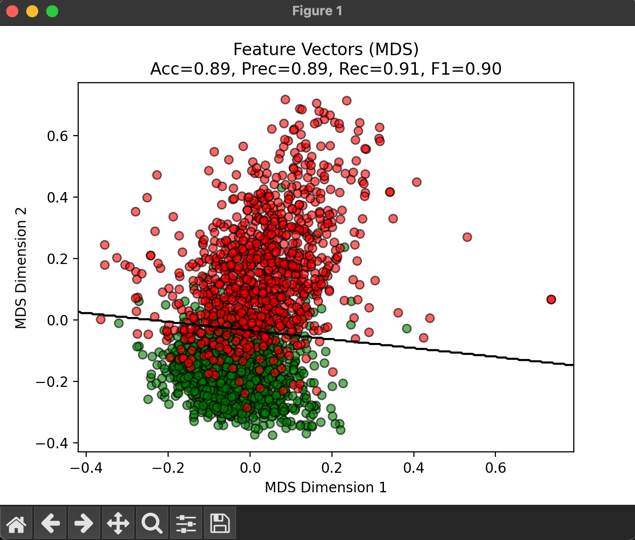 Figure 1
Feature Vectors (MDS)
Acc=0.89, Prec=0.89, Rec=0.91, F1=0.90
MDS Dimension 2
0.6
0.4
0.2
0.0
−0.2
−0.4
−0.4 −0.2 0.0 0.2 0.4 0.6
MDS Dimension 1